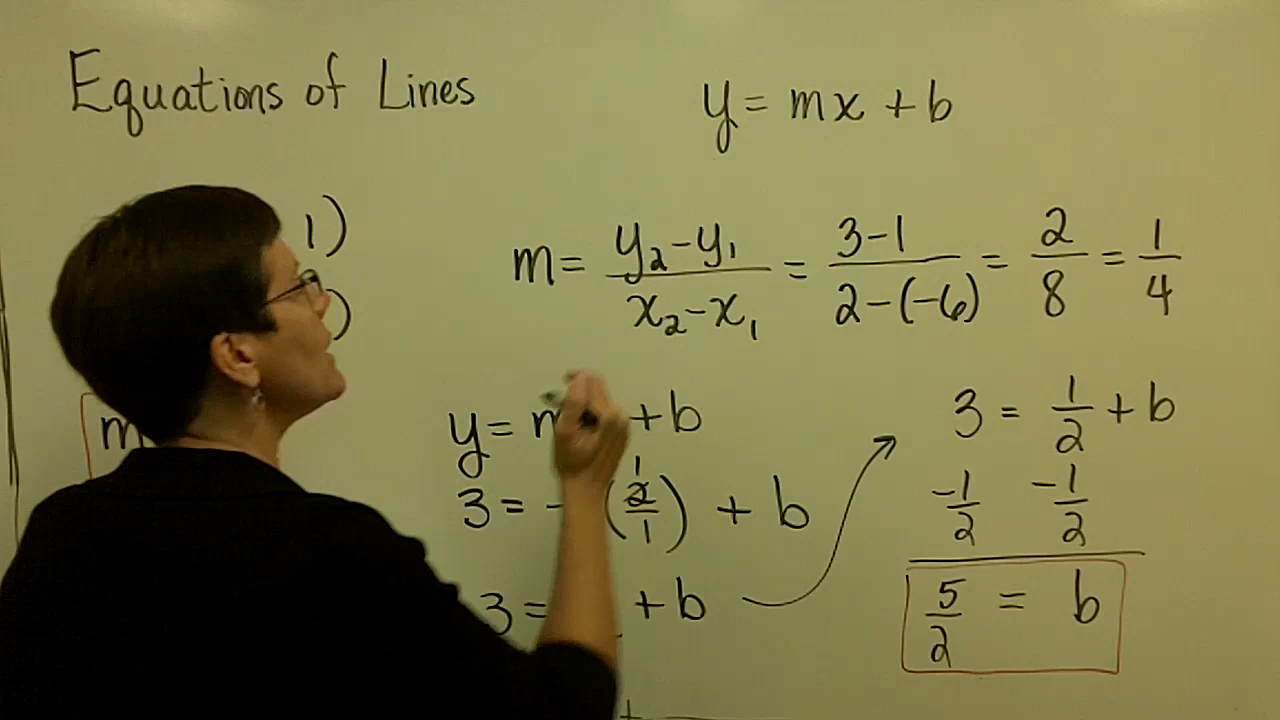 Equations of Lines
y = mx + b
1)
)
m = y₂ - y₁ / x₂ - x₁ = 3 - 1 / 2 - (-6) = 2/8 = 1/4
m
y = m + b
3 = (2/1) + b
1
3 = + b
3 = 1/2 + b
-1/2 -1/2
5/2 = b